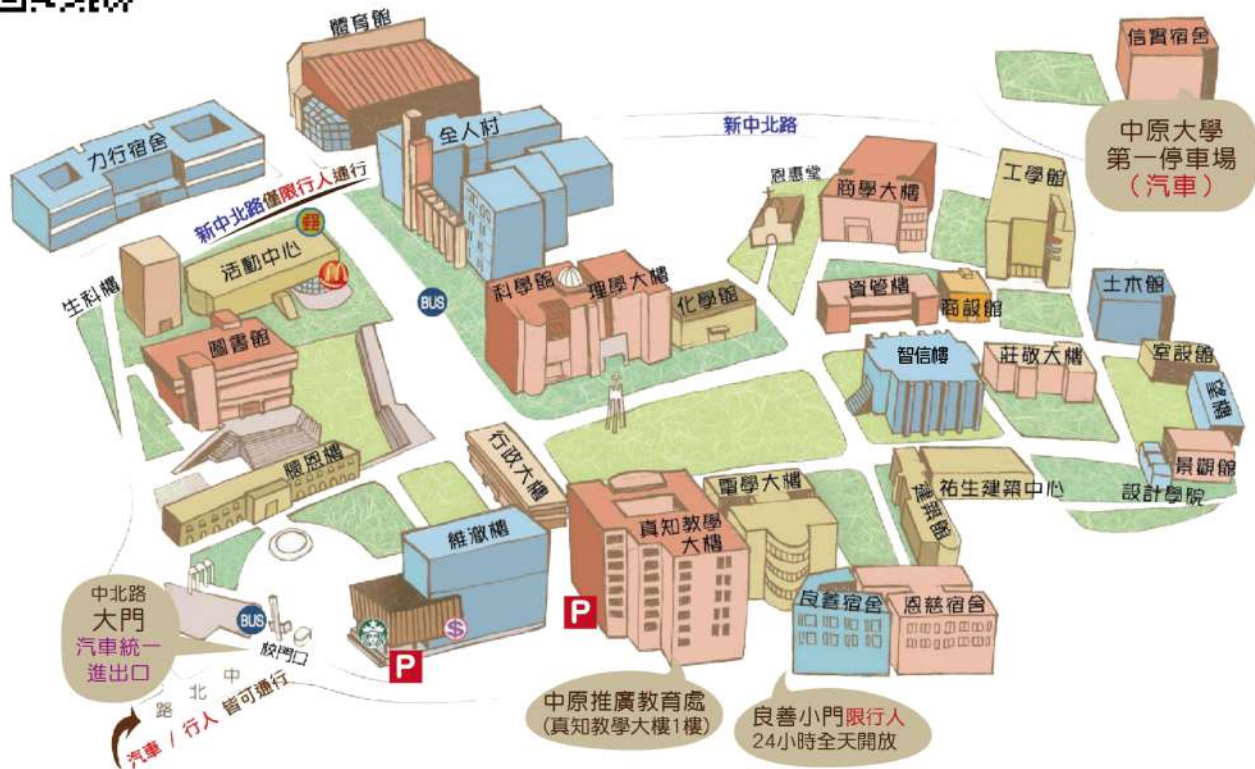 體育館
信實宿舍
中原大學
第一停車場
(汽車)
力行宿舍
全人村
新中北路
新中北路僅限行人通行
恩惠堂
商學大樓
工學館
郵
活動中心
生科樓
BUS
科學館
理學大樓
化學館
資管樓
商設館
土木館
圖書館
智信樓
莊敬大樓
室設館
望樓
景觀館
設計學院
懷恩樓
行政大樓
電學大樓
真知教學
大樓
祐生建築中心
建築館
維澈樓
良善宿舍
恩慈宿舍
中北路
大門
汽車統一
進出口
BUS
校門口
P
$
P
中北路
汽車 / 行人 皆可通行
中原推廣教育處
(真知教學大樓1樓)
良善小門限行人
24小時全天開放